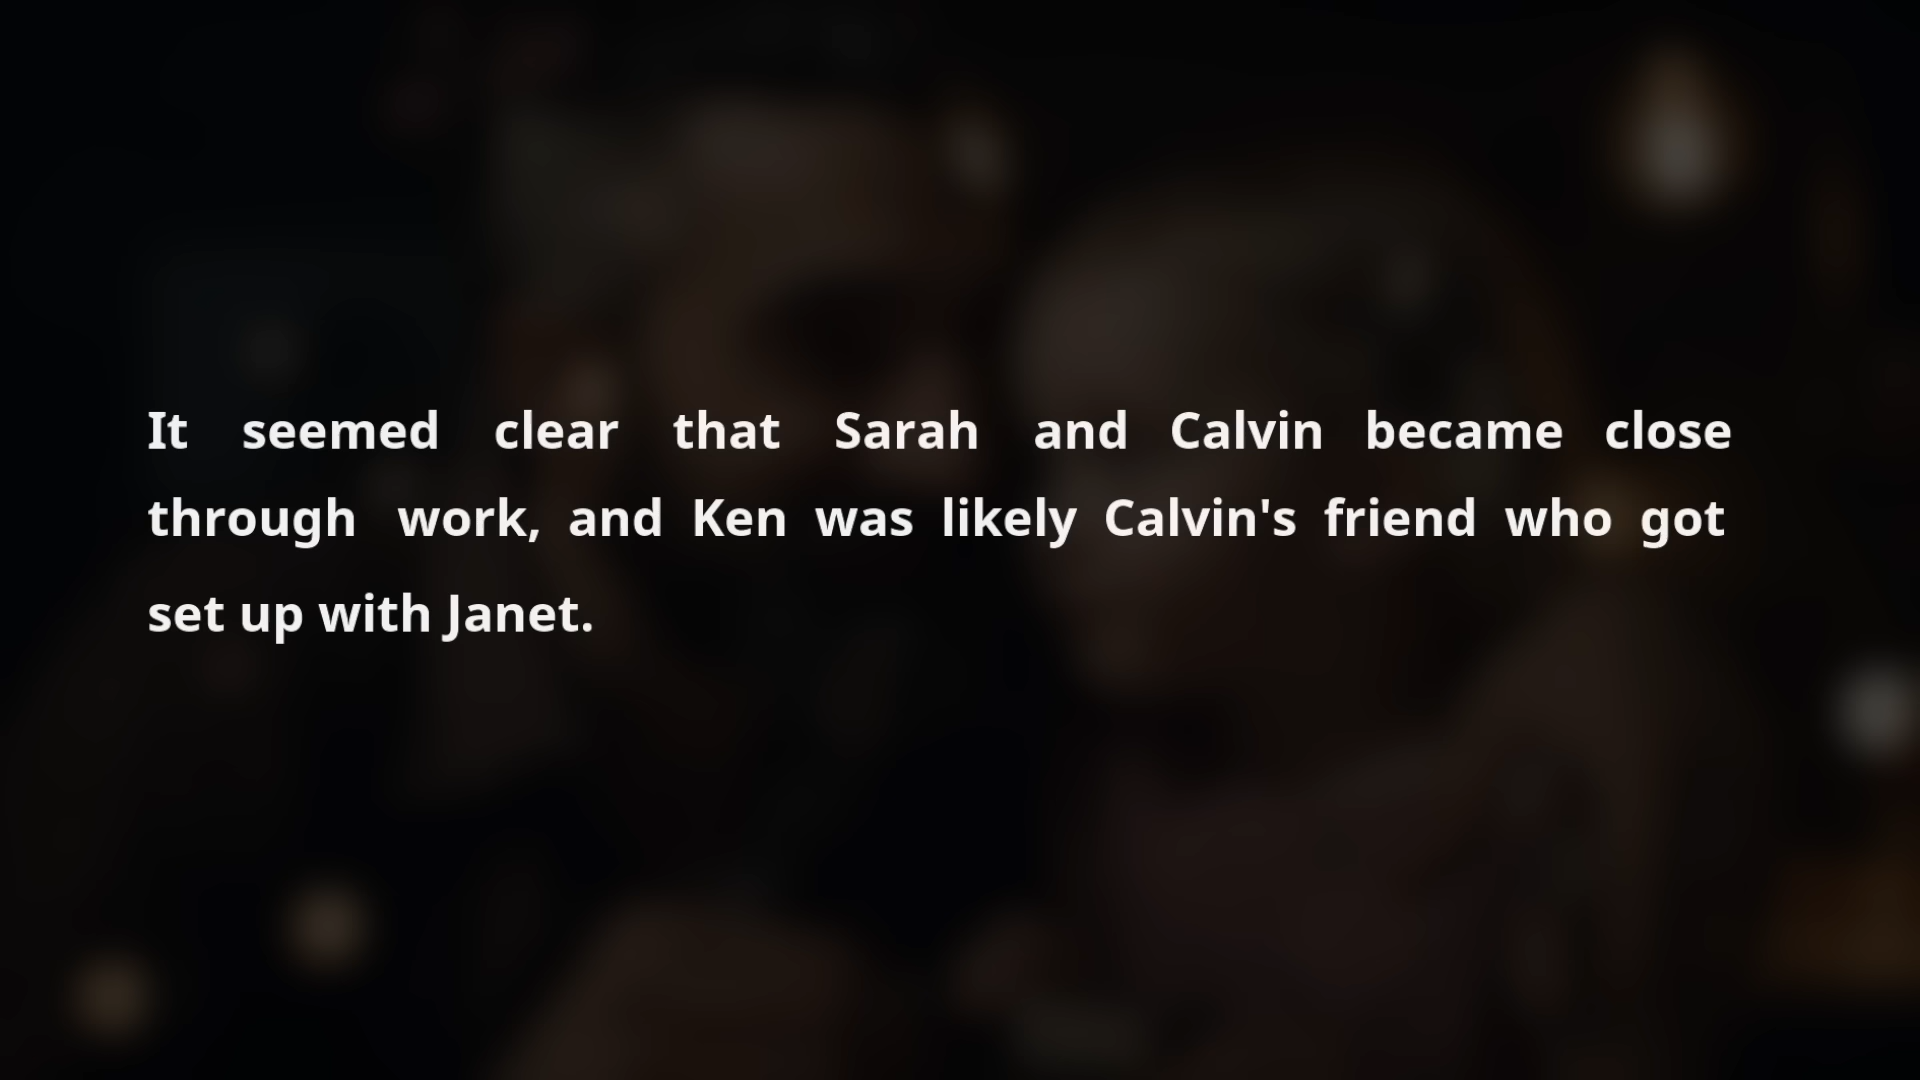 It seemed clear that Sarah and Calvin became close
through work, and Ken was likely Calvin's friend who got
set up with Janet.